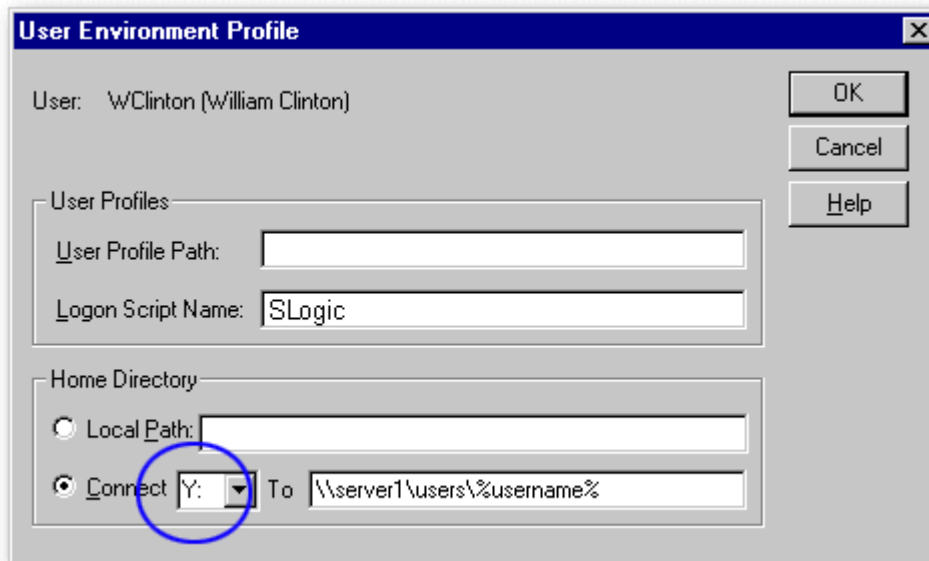 User Environment Profile
User: WClinton (William Clinton)
OK
Cancel
Help
User Profiles
User Profile Path:
Logon Script Name: SLogic
Home Directory
Local Path:
Connect Y: To \\server1\users\%username%